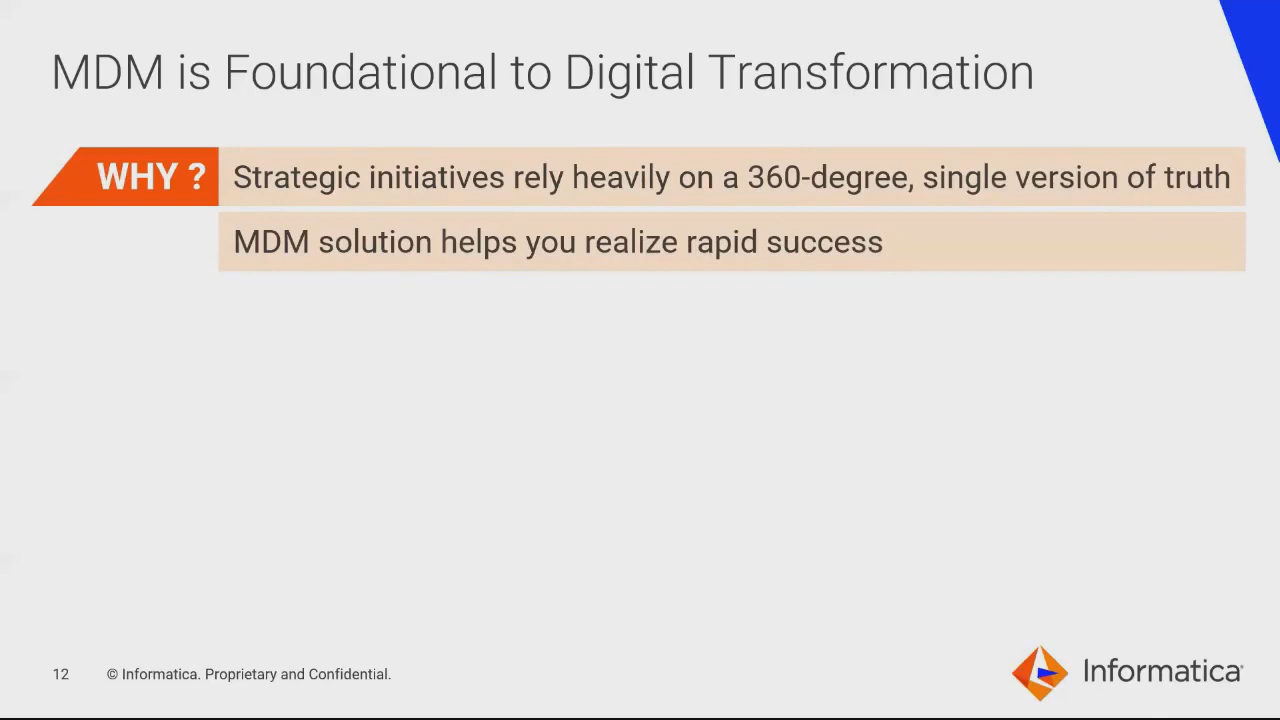 MDM is Foundational to Digital Transformation
WHY ? Strategic initiatives rely heavily on a 360-degree, single version of truth
MDM solution helps you realize rapid success
12 © Informatica. Proprietary and Confidential.
Informatica